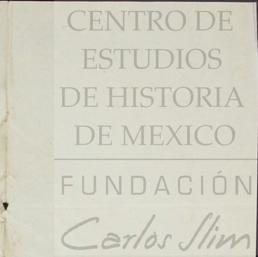 CENTRO DE
ESTUDIOS
DE HISTORIA
DE MEXICO
FUNDACIÓN
Carlos Slim